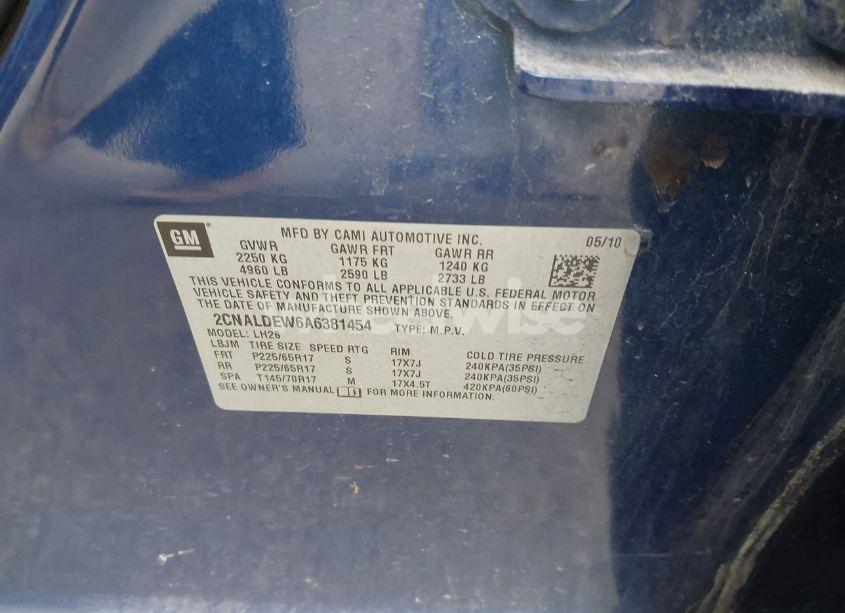 GM
MFD BY CAMI AUTOMOTIVE INC. 05/10
GVWR GAWR FRT GAWR RR
2250 KG 1175 KG 1240 KG
4960 LB 2590 LB 2733 LB
THIS VEHICLE CONFORMS TO ALL APPLICABLE U.S. FEDERAL MOTOR
VEHICLE SAFETY AND THEFT PREVENTION STANDARDS IN EFFECT ON
THE DATE OF MANUFACTURE SHOWN ABOVE.
2CNALDEW6A6381454 TYPE: M.P.V.
MODEL: LH26
LBJM TIRE SIZE SPEED RTG RIM COLD TIRE PRESSURE
FRT P225/65R17 S 17X7J 240KPA(35PSI)
RR P225/65R17 S 17X7J 240KPA(35PSI)
SPA T145/70R17 M 17X4.5T 420KPA(60PSI)
SEE OWNER'S MANUAL FOR MORE INFORMATION.